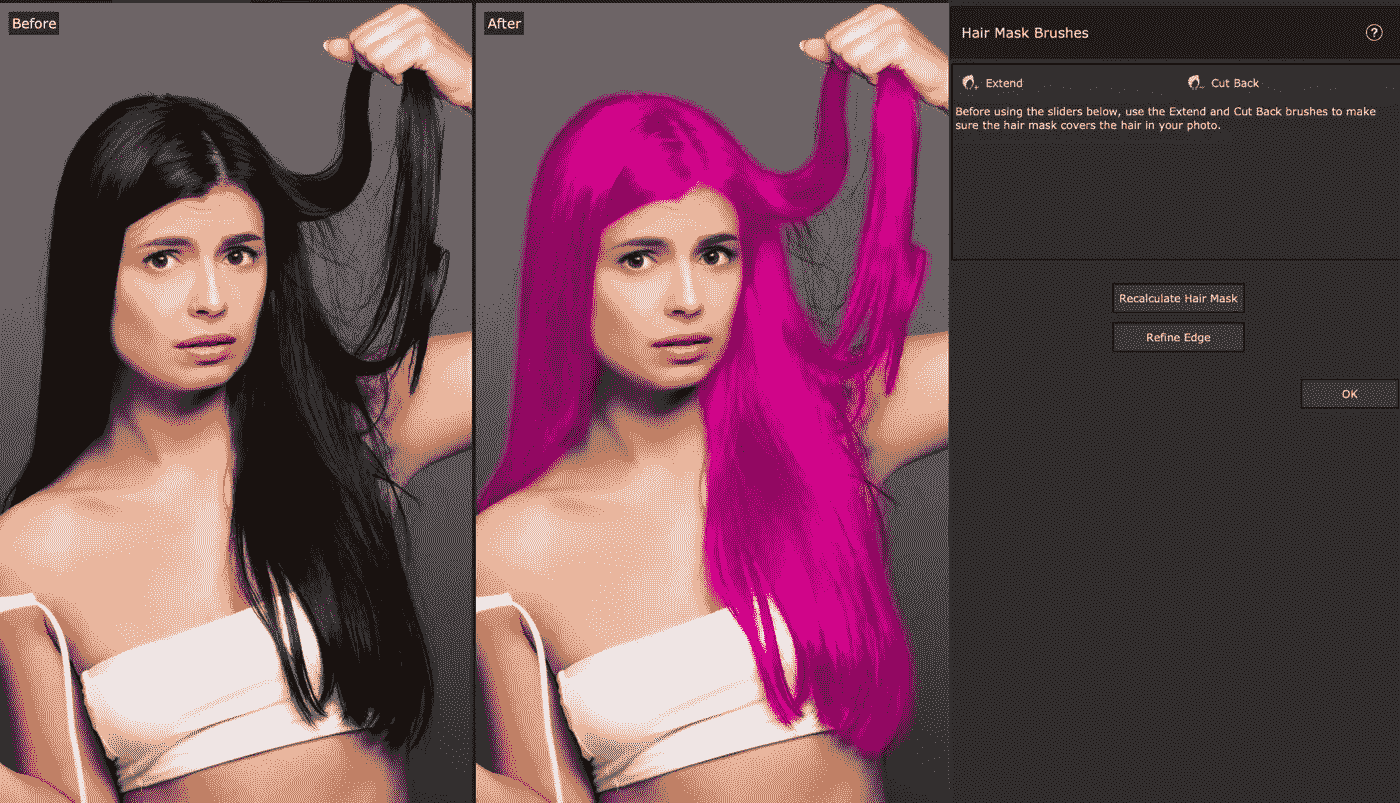 Before
After
Hair Mask Brushes
?
Extend
Cut Back
Before using the sliders below, use the Extend and Cut Back brushes to make
sure the hair mask covers the hair in your photo.
Recalculate Hair Mask
Refine Edge
OK